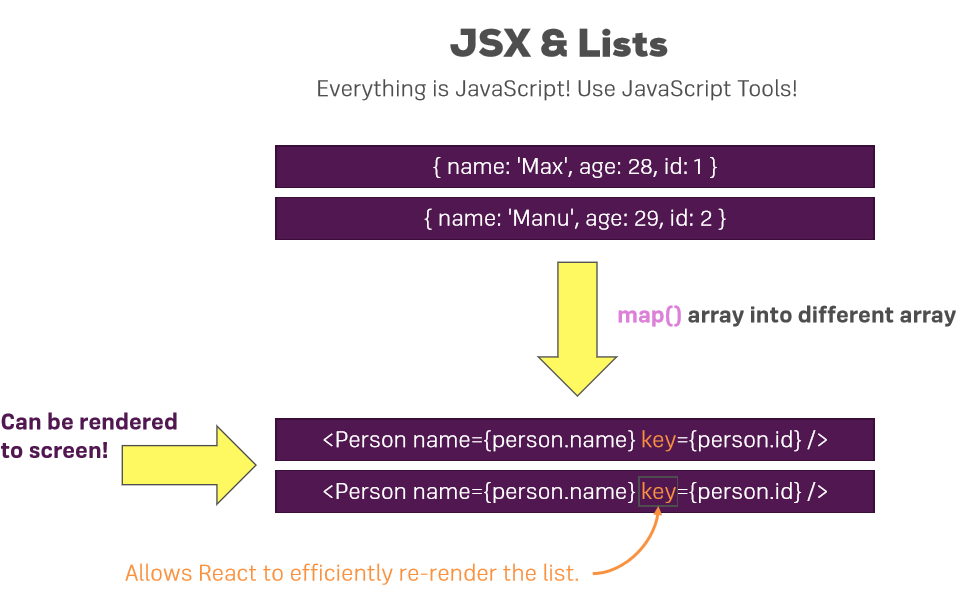 JSX & Lists
Everything is JavaScript! Use JavaScript Tools!
{ name: 'Max', age: 28, id: 1 }
{ name: 'Manu', age: 29, id: 2 }
map() array into different array
Can be rendered
to screen!
<Person name={person.name} key={person.id} />
<Person name={person.name} key={person.id} />
Allows React to efficiently re-render the list.